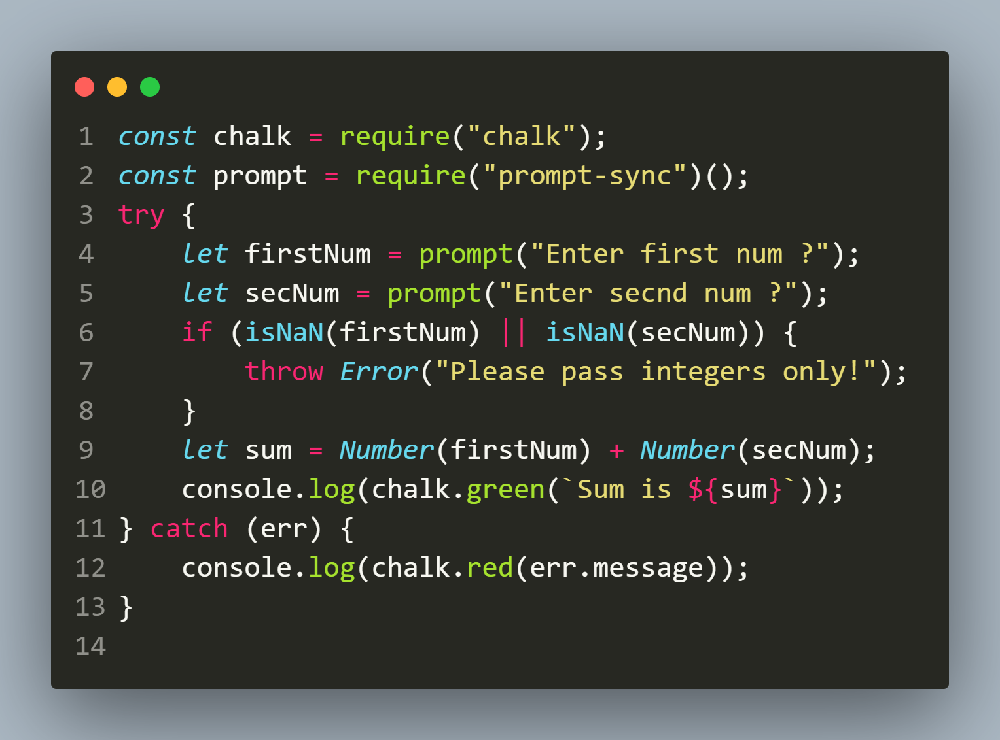 1 const chalk = require("chalk");
2 const prompt = require("prompt-sync")();
3 try {
4     let firstNum = prompt("Enter first num ?");
5     let secNum = prompt("Enter secnd num ?");
6     if (isNaN(firstNum) || isNaN(secNum)) {
7         throw Error("Please pass integers only!");
8     }
9     let sum = Number(firstNum) + Number(secNum);
10     console.log(chalk.green(`Sum is ${sum}`));
11 } catch (err) {
12     console.log(chalk.red(err.message));
13 }
14